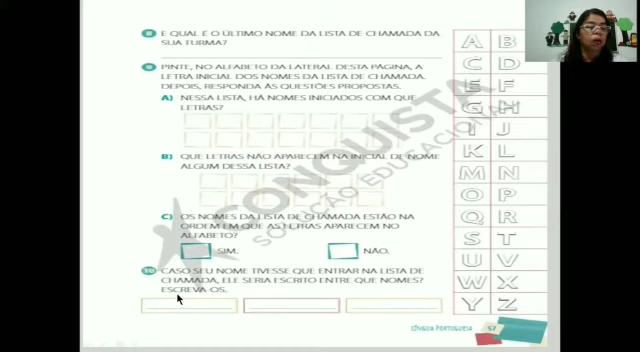 8 E QUAL É O ÚLTIMO NOME DA LISTA DE CHAMADA DA
SUA TURMA?
9 PINTE, NO ALFABETO DA LATERAL DESTA PÁGINA, A
LETRA INICIAL DOS NOMES DA LISTA DE CHAMADA.
DEPOIS, RESPONDA ÀS QUESTÕES PROPOSTAS.
A) NESSA LISTA, HÁ NOMES INICIADOS COM QUE
LETRAS?
B) QUE LETRAS NÃO APARECEM NA INICIAL DE NOME
ALGUM DESSA LISTA?
C) OS NOMES DA LISTA DE CHAMADA ESTÃO NA
ORDEM EM QUE AS LETRAS APARECEM NO
ALFABETO?
SIM. NÃO.
10 CASO SEU NOME TIVESSE QUE ENTRAR NA LISTA DE
CHAMADA, ELE SERIA ESCRITO ENTRE QUE NOMES?
ESCREVA-OS.
A B
C D
E F
G H
I J
K L
M N
O P
Q R
S T
U V
W X
Y Z
CONQUISTA
SOLUÇÃO EDUCACIONAL
LÍNGUA PORTUGUESA 57